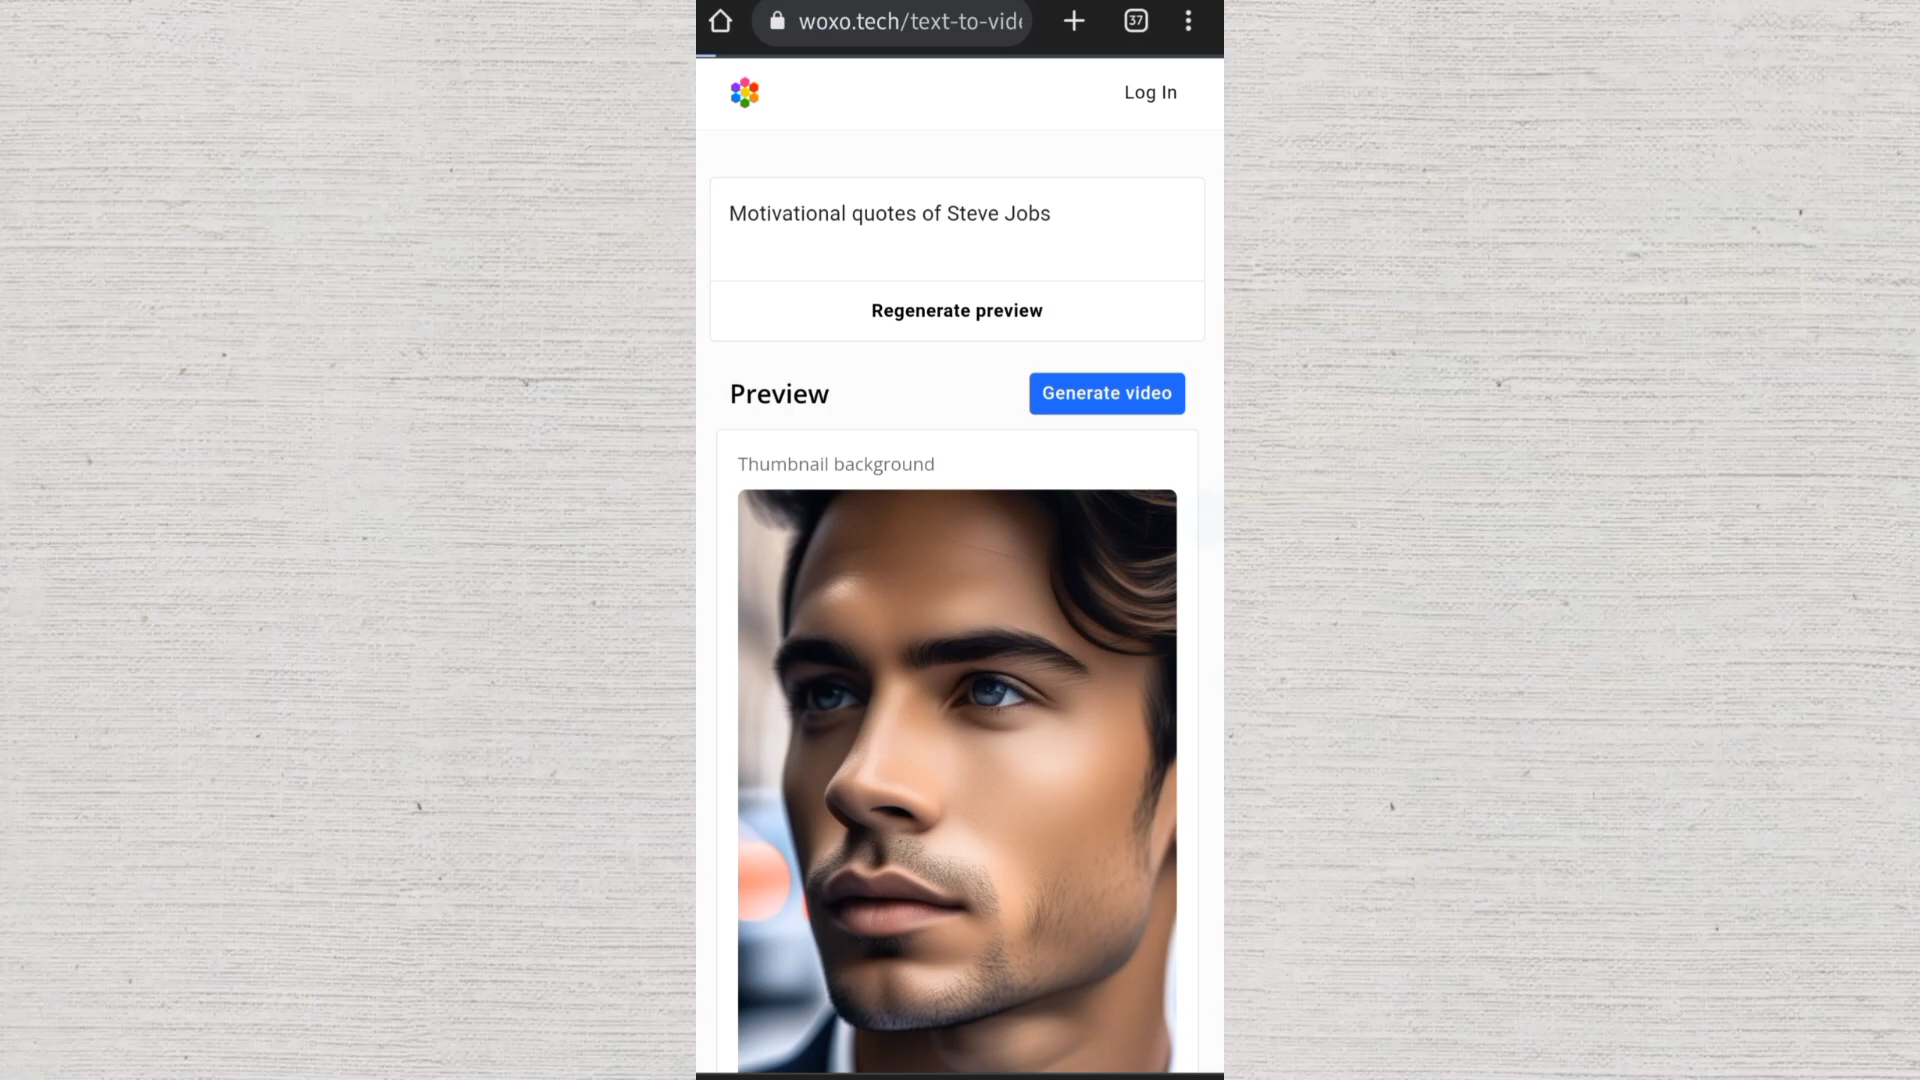 woxo.tech/text-to-vid
37
Log In
Motivational quotes of Steve Jobs
Regenerate preview
Preview
Generate video
Thumbnail background